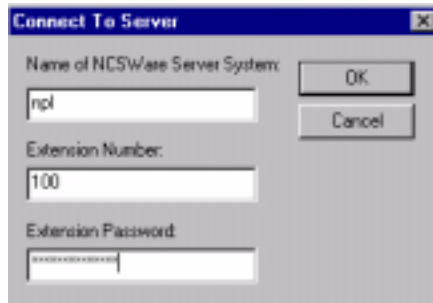 Connect To Server
Name of NCSWare Server System:
OK
npl
Cancel
Extension Number:
100
Extension Password: